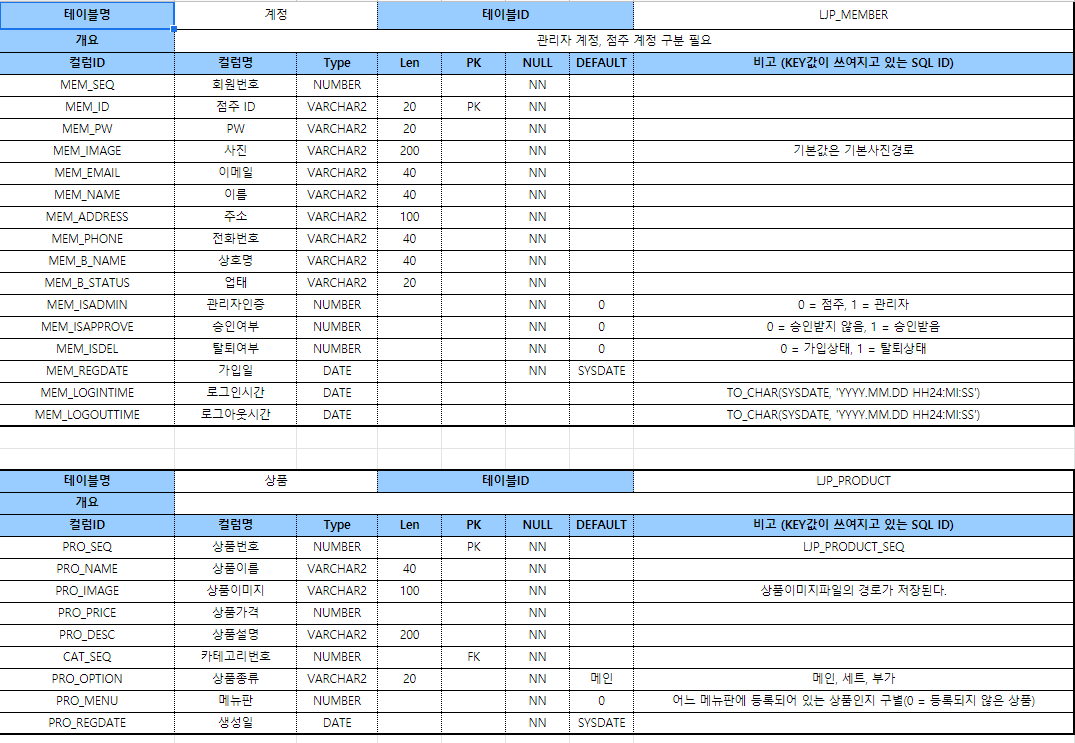 테이블명 계정 테이블ID LJP_MEMBER
개요 관리자 계정, 점주 계정 구분 필요
컬럼ID 컬럼명 Type Len PK NULL DEFAULT 비고 (KEY값이 쓰여지고 있는 SQL ID)
MEM_SEQ 회원번호 NUMBER NN
MEM_ID 점주 ID VARCHAR2 20 PK NN
MEM_PW PW VARCHAR2 20 NN
MEM_IMAGE 사진 VARCHAR2 200 NN 기본값은 기본사진경로
MEM_EMAIL 이메일 VARCHAR2 40 NN
MEM_NAME 이름 VARCHAR2 40 NN
MEM_ADDRESS 주소 VARCHAR2 100 NN
MEM_PHONE 전화번호 VARCHAR2 40 NN
MEM_B_NAME 상호명 VARCHAR2 40 NN
MEM_B_STATUS 업태 VARCHAR2 20 NN
MEM_ISADMIN 관리자인증 NUMBER NN 0 0 = 점주, 1 = 관리자
MEM_ISAPPROVE 승인여부 NUMBER NN 0 0 = 승인받지 않음, 1 = 승인받음
MEM_ISDEL 탈퇴여부 NUMBER NN 0 0 = 가입상태, 1 = 탈퇴상태
MEM_REGDATE 가입일 DATE NN SYSDATE
MEM_LOGINTIME 로그인시간 DATE TO_CHAR(SYSDATE, 'YYYY.MM.DD HH24:MI:SS')
MEM_LOGOUTTIME 로그아웃시간 DATE TO_CHAR(SYSDATE, 'YYYY.MM.DD HH24:MI:SS')
테이블명 상품 테이블ID LJP_PRODUCT
개요
컬럼ID 컬럼명 Type Len PK NULL DEFAULT 비고 (KEY값이 쓰여지고 있는 SQL ID)
PRO_SEQ 상품번호 NUMBER PK NN LJP_PRODUCT_SEQ
PRO_NAME 상품이름 VARCHAR2 40 NN
PRO_IMAGE 상품이미지 VARCHAR2 100 NN 상품이미지파일의 경로가 저장된다.
PRO_PRICE 상품가격 NUMBER NN
PRO_DESC 상품설명 VARCHAR2 200 NN
CAT_SEQ 카테고리번호 NUMBER FK NN
PRO_OPTION 상품종류 VARCHAR2 20 NN 메인 메인, 세트, 부가
PRO_MENU 메뉴판 NUMBER NN 0 어느 메뉴판에 등록되어 있는 상품인지 구별(0 = 등록되지 않은 상품)
PRO_REGDATE 생성일 DATE NN SYSDATE